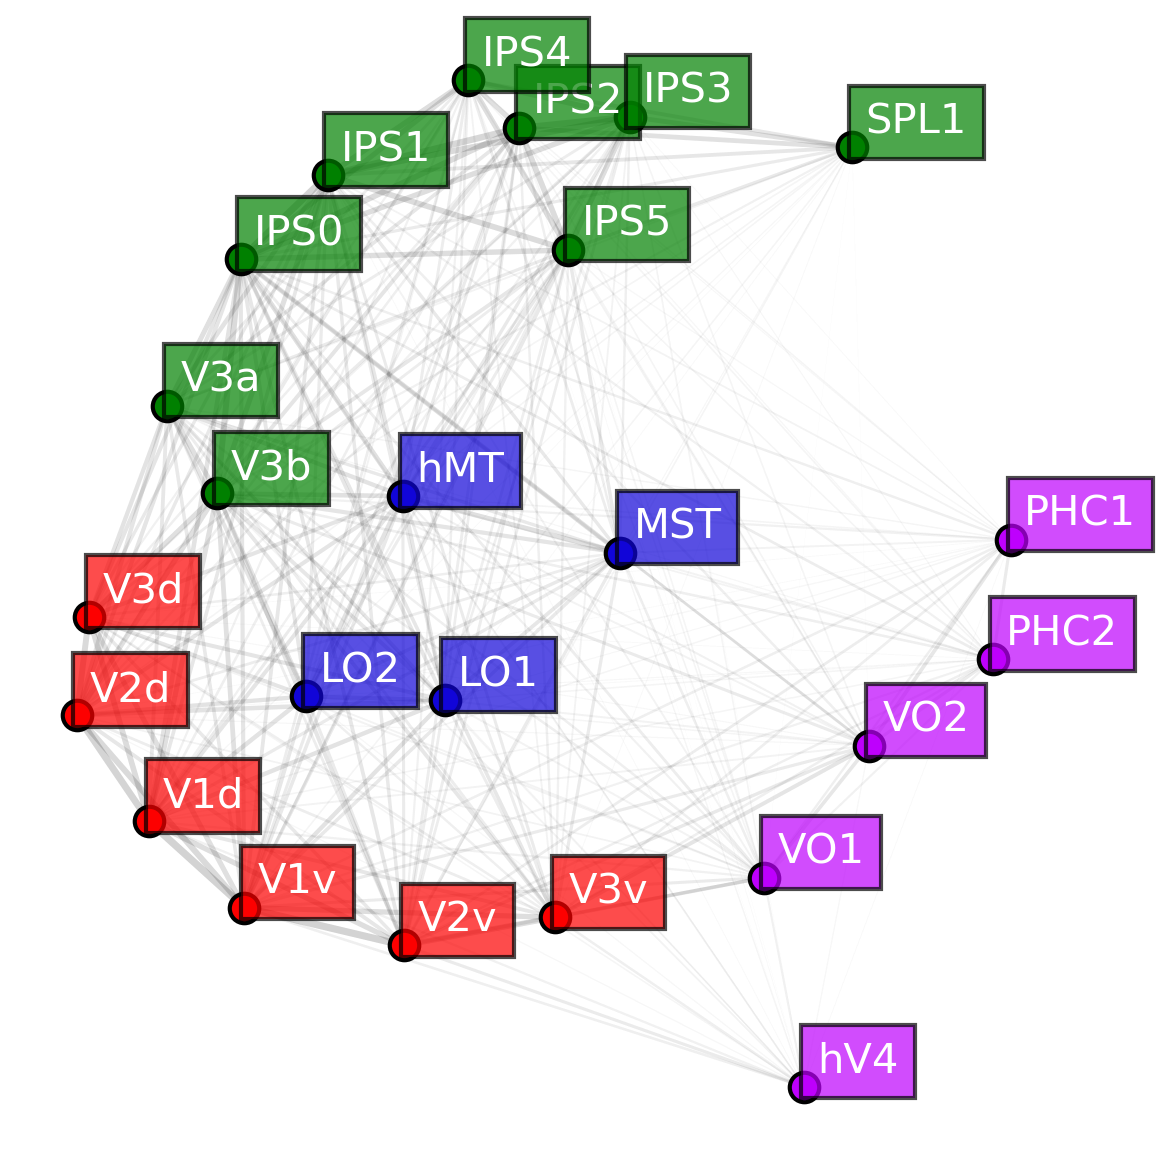 IPS4
IPS2
IPS3
SPL1
IPS1
IPS0
IPS5
V3a
V3b
hMT
MST
PHC1
V3d
PHC2
V2d
LO2
LO1
VO2
V1d
VO1
V1v
V2v
V3v
hV4